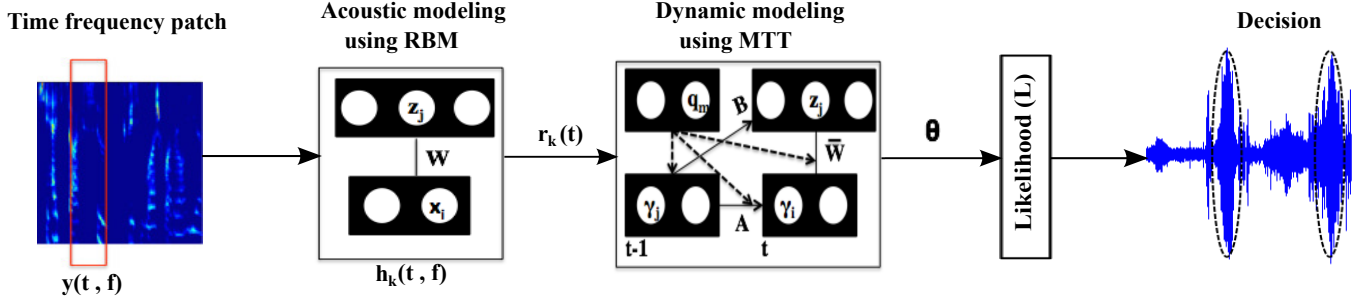 Time frequency patch
y(t , f)
Acoustic modeling
using RBM
z_j
W
x_i
h_k(t , f)
r_k(t)
Dynamic modeling
using MTT
q_m
B
z_j
W̅
γ_j
A
γ_i
t-1
t
θ
Likelihood (L)
Decision